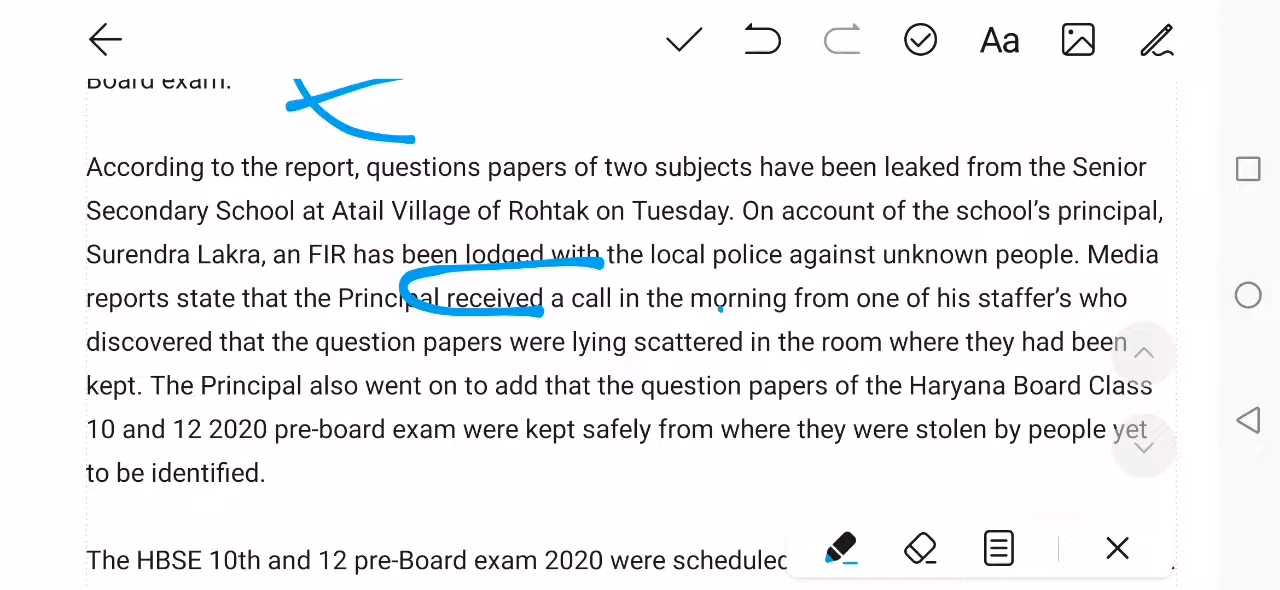 Aa
Board exam.
According to the report, questions papers of two subjects have been leaked from the Senior
Secondary School at Atail Village of Rohtak on Tuesday. On account of the school's principal,
Surendra Lakra, an FIR has been lodged with the local police against unknown people. Media
reports state that the Principal received a call in the morning from one of his staffer's who
discovered that the question papers were lying scattered in the room where they had been
kept. The Principal also went on to add that the question papers of the Haryana Board Class
10 and 12 2020 pre-board exam were kept safely from where they were stolen by people yet
to be identified.
The HBSE 10th and 12 pre-Board exam 2020 were scheduled